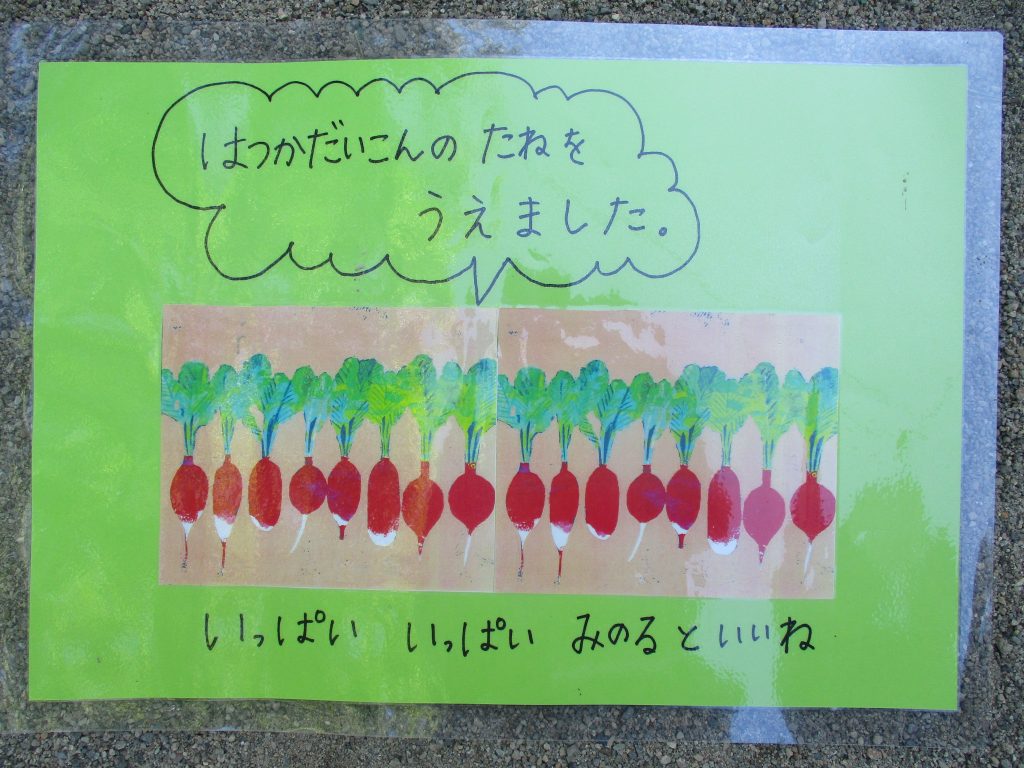 はつかだいこんの たねを
うえました。
いっぱい いっぱい みのるといいね